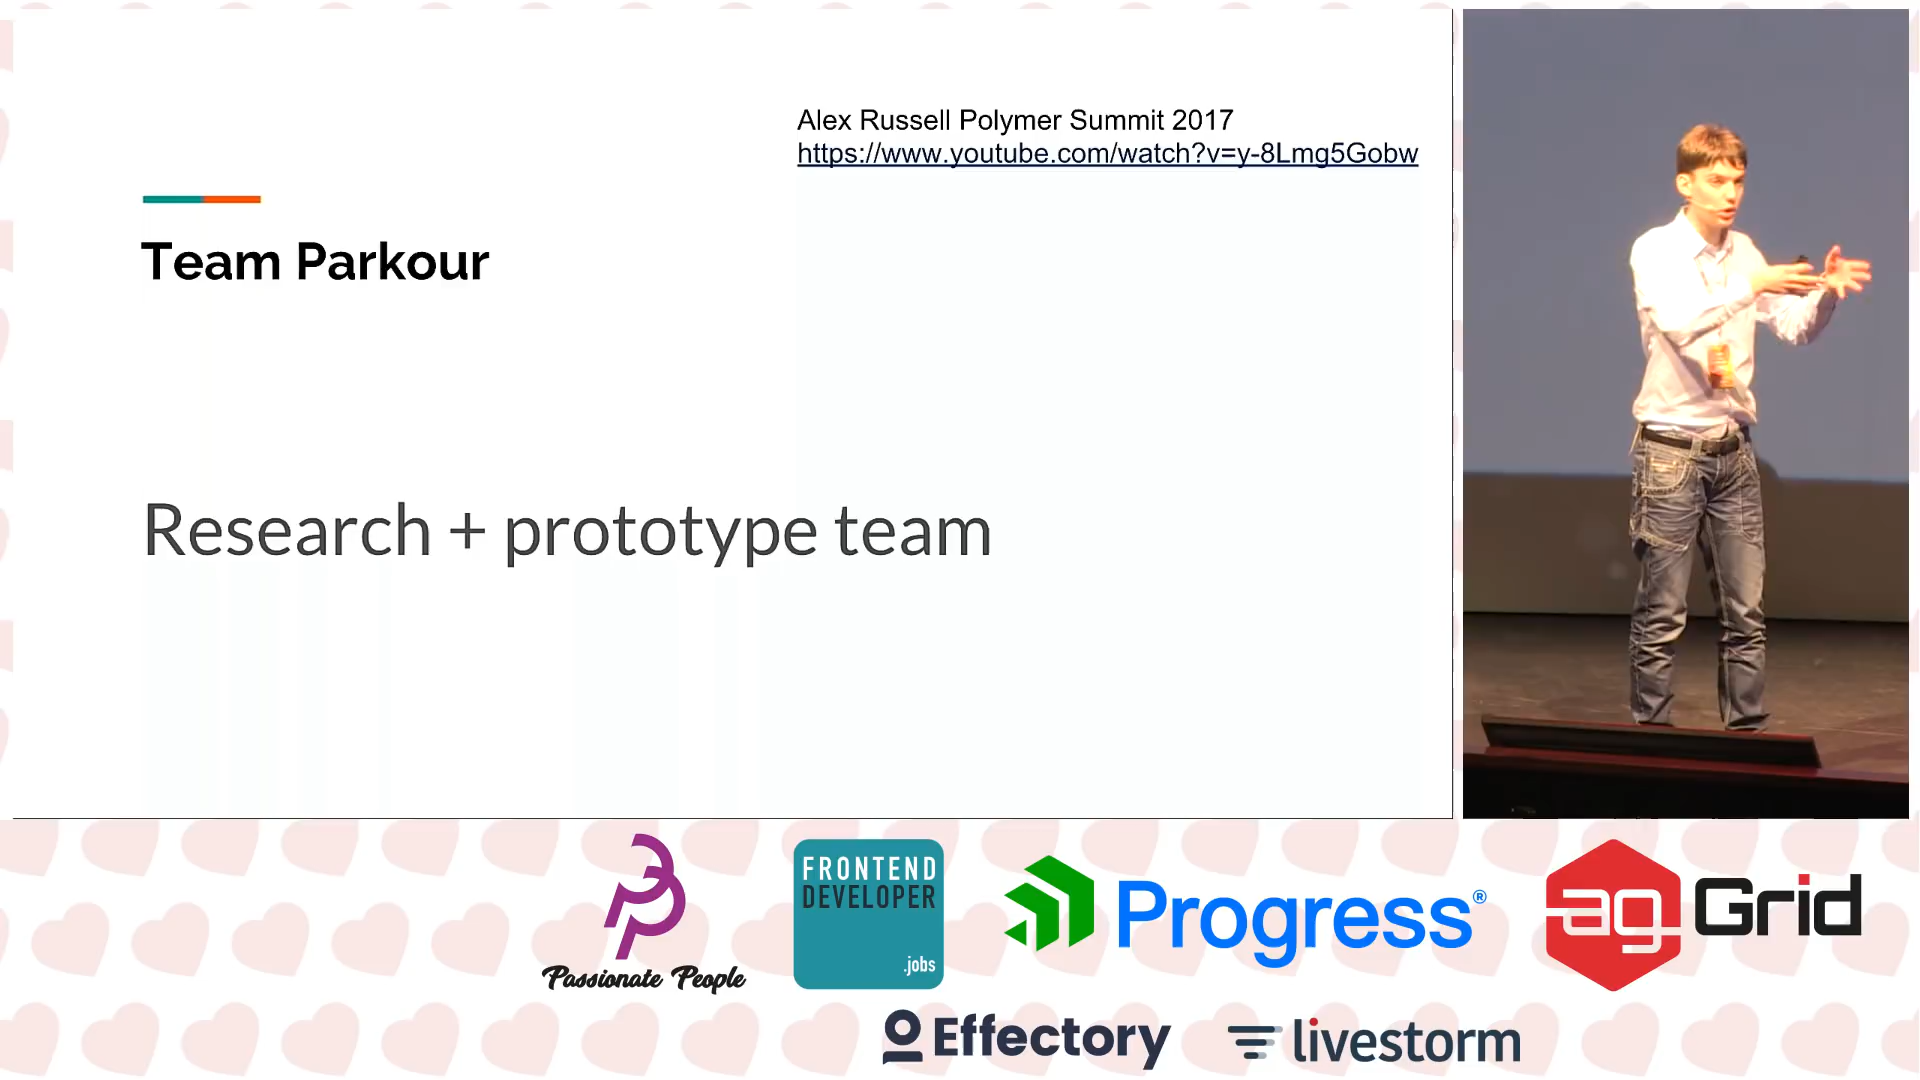 Alex Russell Polymer Summit 2017
https://www.youtube.com/watch?v=y-8Lmg5Gobw
Team Parkour
Research + prototype team
Passionate People
FRONTEND
DEVELOPER
.jobs
Progress®
ag Grid
Effectory
livestorm